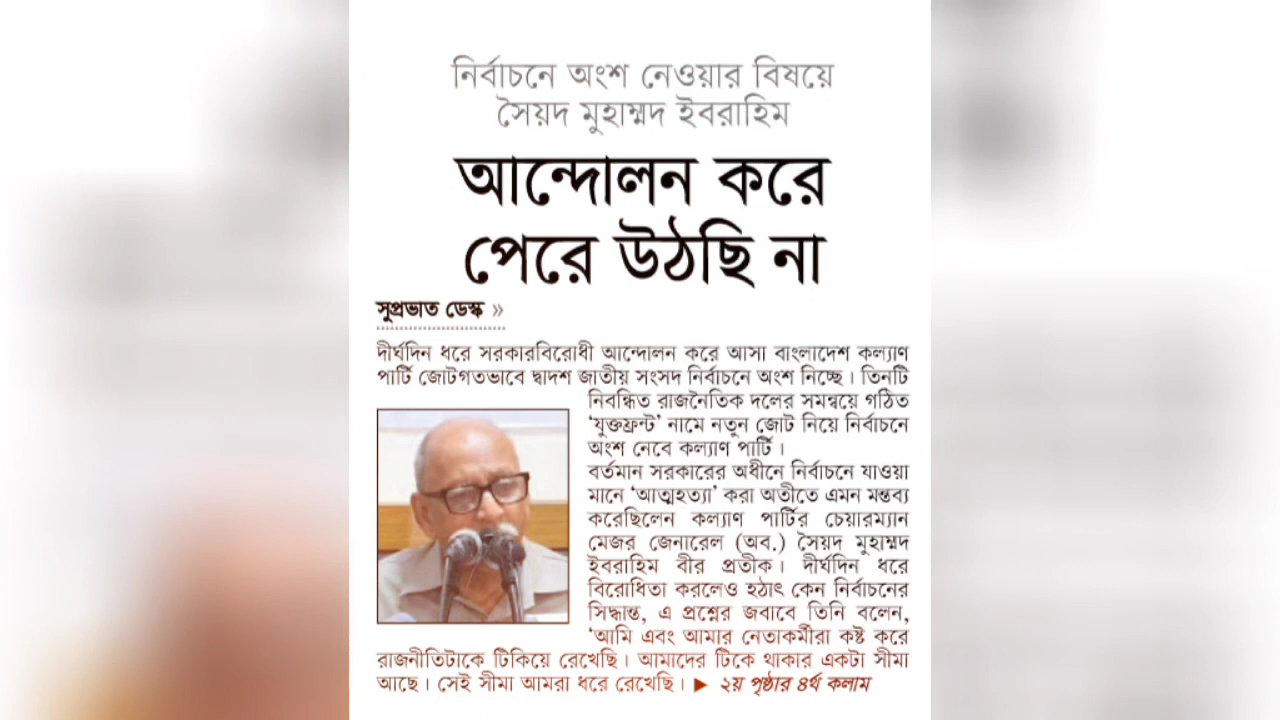 নির্বাচনে অংশ নেওয়ার বিষয়ে
সৈয়দ মুহাম্মদ ইবরাহিম
আন্দোলন করে
পেরে উঠছি না
সুপ্রভাত ডেস্ক »
দীর্ঘদিন ধরে সরকারবিরোধী আন্দোলন করে আসা বাংলাদেশ কল্যাণ
পার্টি জোটগতভাবে দ্বাদশ জাতীয় সংসদ নির্বাচনে অংশ নিচ্ছে। তিনটি
নিবন্ধিত রাজনৈতিক দলের সমন্বয়ে গঠিত
‘যুক্তফ্রন্ট’ নামে নতুন জোট নিয়ে নির্বাচনে
অংশ নেবে কল্যাণ পার্টি।
বর্তমান সরকারের অধীনে নির্বাচনে যাওয়া
মানে ‘আত্মহত্যা’ করা অতীতে এমন মন্তব্য
করেছিলেন কল্যাণ পার্টির চেয়ারম্যান
মেজর জেনারেল (অব.) সৈয়দ মুহাম্মদ
ইবরাহিম বীর প্রতীক। দীর্ঘদিন ধরে
বিরোধিতা করলেও হঠাৎ কেন নির্বাচনের
সিদ্ধান্ত, এ প্রশ্নের জবাবে তিনি বলেন,
‘আমি এবং আমার নেতাকর্মীরা কষ্ট করে
রাজনীতিটাকে টিকিয়ে রেখেছি। আমাদের টিকে থাকার একটা সীমা
আছে। সেই সীমা আমরা ধরে রেখেছি। ► ২য় পৃষ্ঠার ৪র্থ কলাম